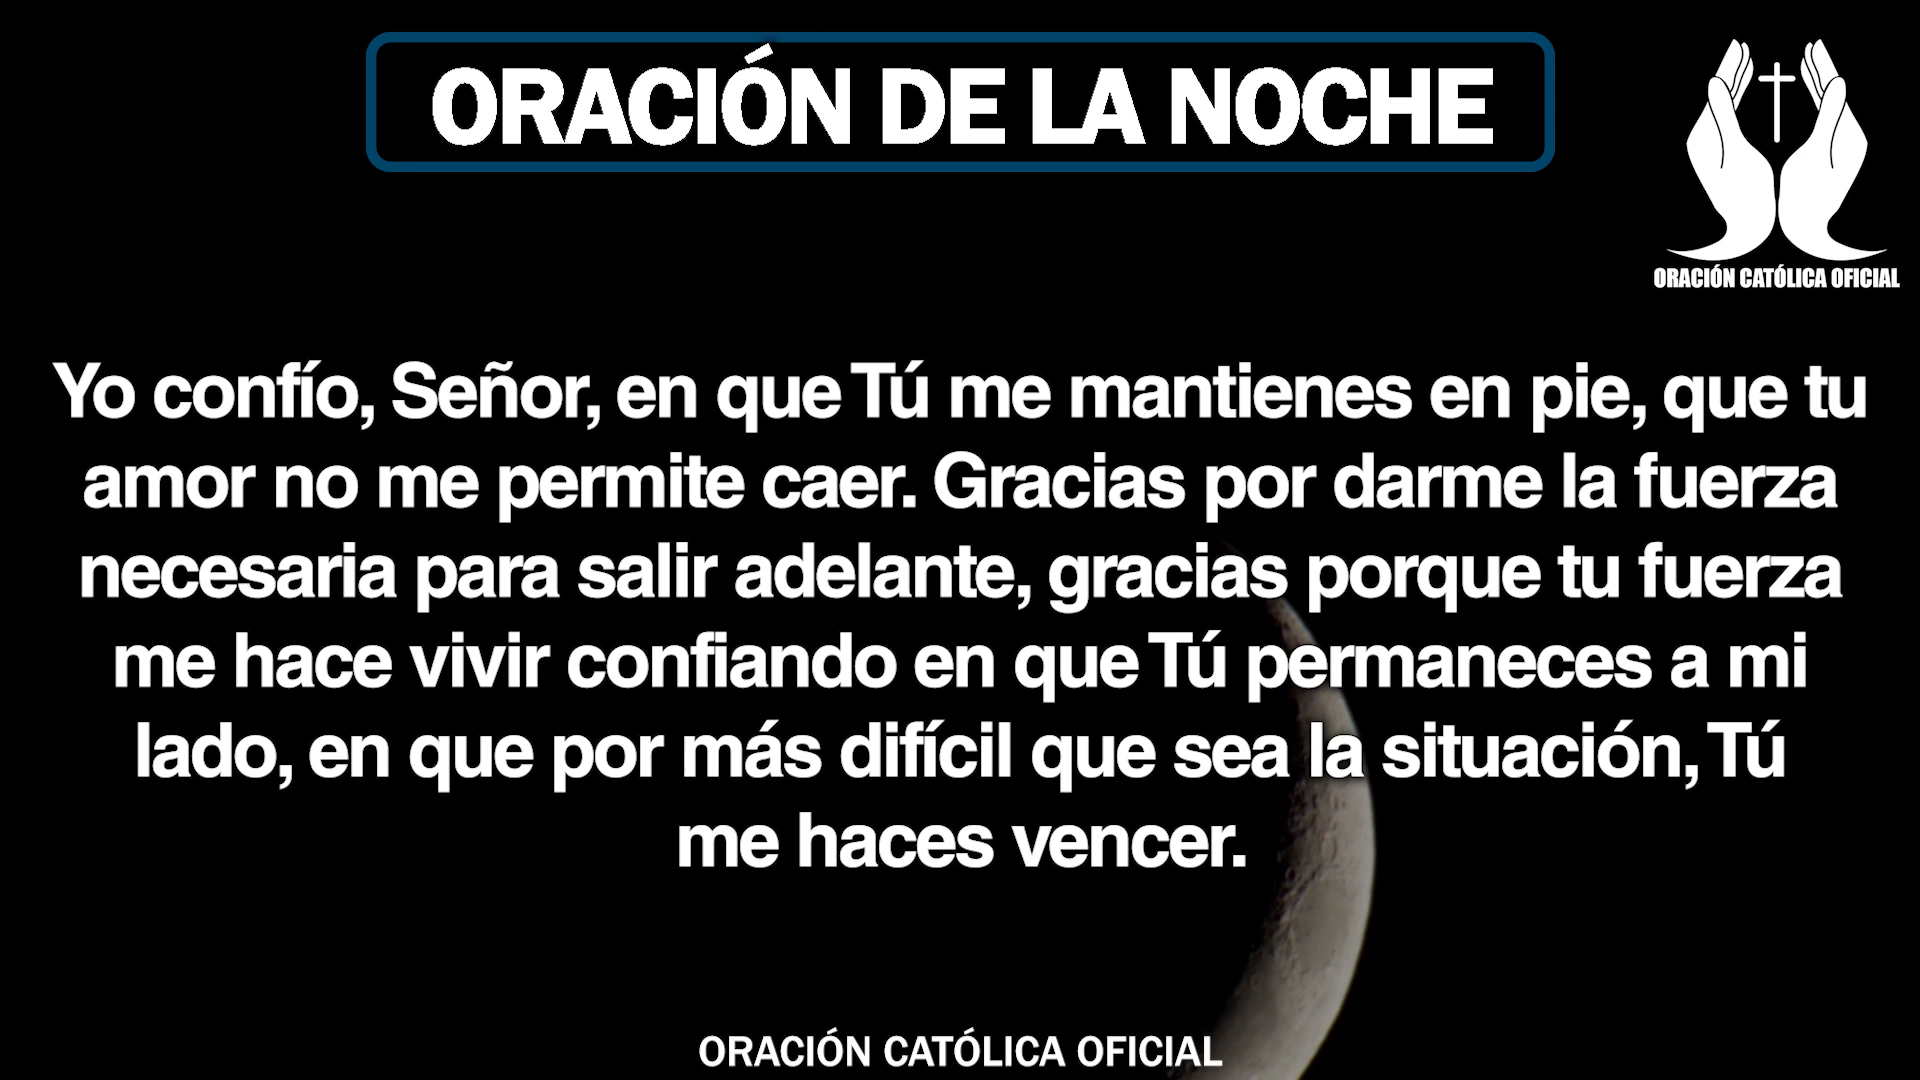 ORACIÓN DE LA NOCHE
ORACIÓN CATÓLICA OFICIAL
Yo confío, Señor, en que Tú me mantienes en pie, que tu
amor no me permite caer. Gracias por darme la fuerza
necesaria para salir adelante, gracias porque tu fuerza
me hace vivir confiando en que Tú permaneces a mi
lado, en que por más difícil que sea la situación, Tú
me haces vencer.
ORACIÓN CATÓLICA OFICIAL